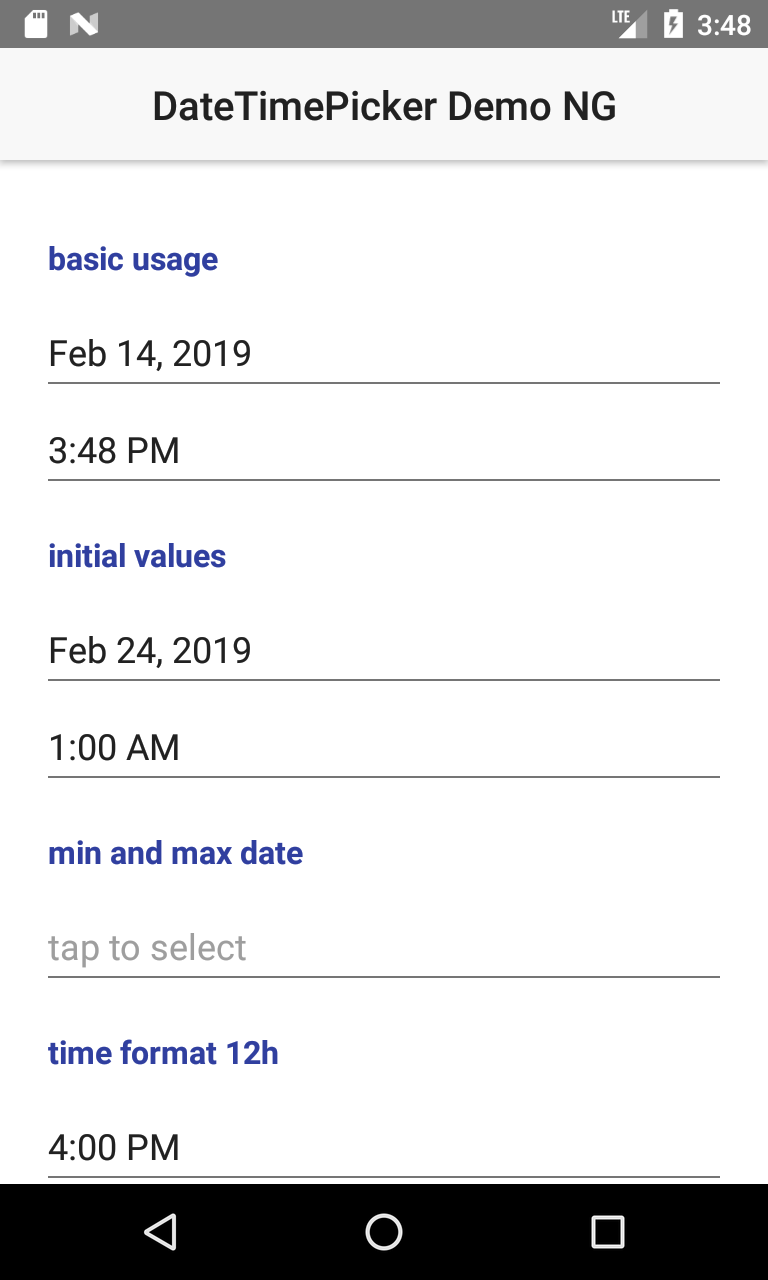 LTE 3:48
DateTimePicker Demo NG
basic usage
Feb 14, 2019
3:48 PM
initial values
Feb 24, 2019
1:00 AM
min and max date
tap to select
time format 12h
4:00 PM